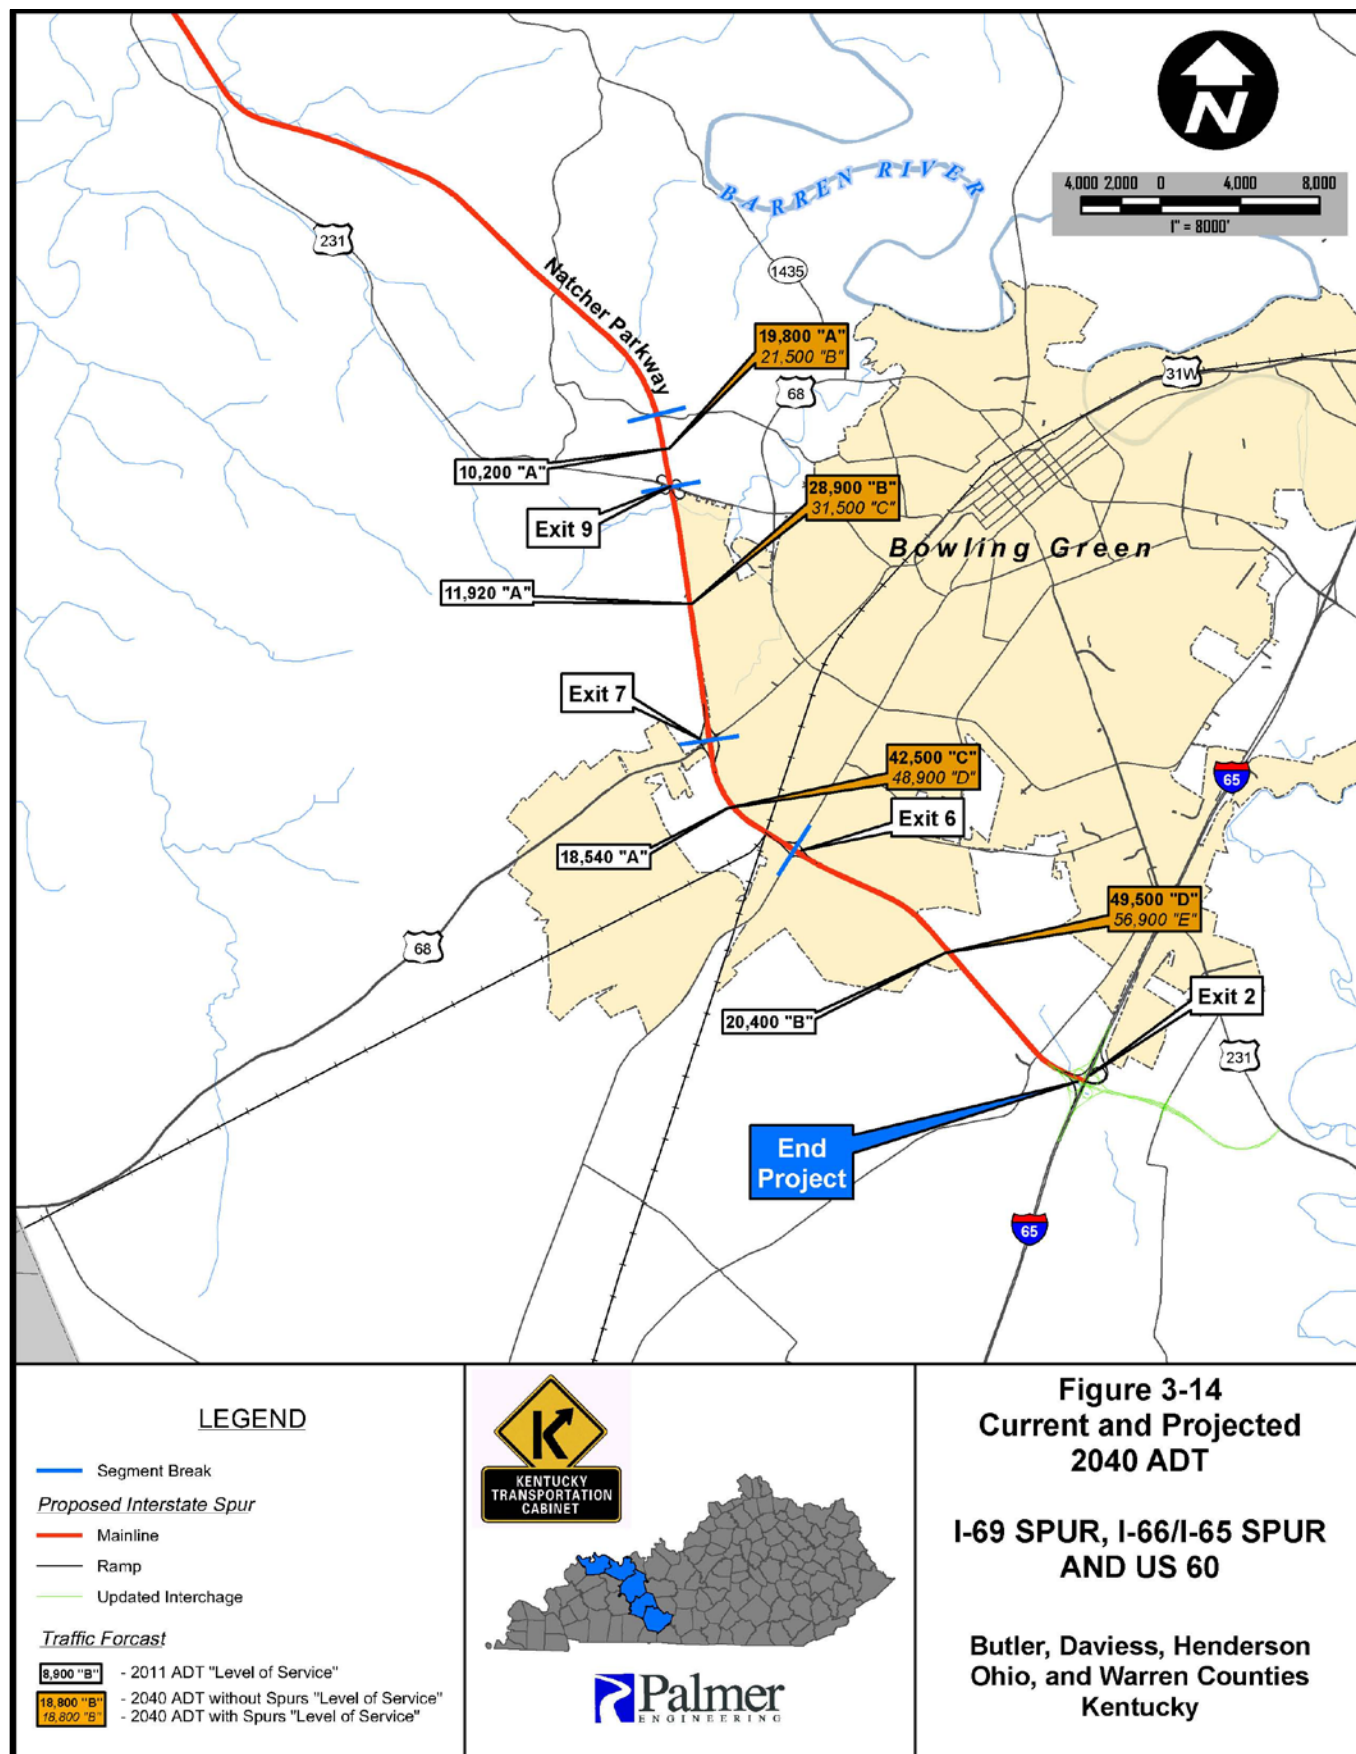 N
4,000 2,000 0 4,000 8,000
1" = 8000'
BARREN RIVER
231
1435
Natcher Parkway
19,800 "A"
21,500 "B"
31W
68
10,200 "A"
28,900 "B"
31,500 "C"
Exit 9
Bowling Green
11,920 "A"
Exit 7
42,500 "C"
48,900 "D"
65
Exit 6
18,540 "A"
49,500 "D"
56,900 "E"
68
Exit 2
20,400 "B"
231
End
Project
65
LEGEND
Segment Break
Proposed Interstate Spur
Mainline
Ramp
Updated Interchage
Traffic Forcast
8,900 "B" - 2011 ADT "Level of Service"
18,800 "B" - 2040 ADT without Spurs "Level of Service"
18,800 "B" - 2040 ADT with Spurs "Level of Service"
K
KENTUCKY
TRANSPORTATION
CABINET
Palmer
ENGINEERING
Figure 3-14
Current and Projected
2040 ADT
I-69 SPUR, I-66/I-65 SPUR
AND US 60
Butler, Daviess, Henderson
Ohio, and Warren Counties
Kentucky